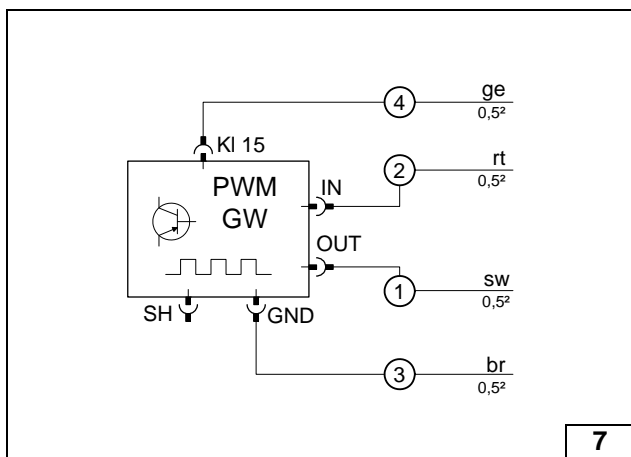 4 ge
0,5²
Kl 15
2 rt
0,5²
PWM
GW
IN
OUT
1 sw
0,5²
SH
GND
3 br
0,5²
7